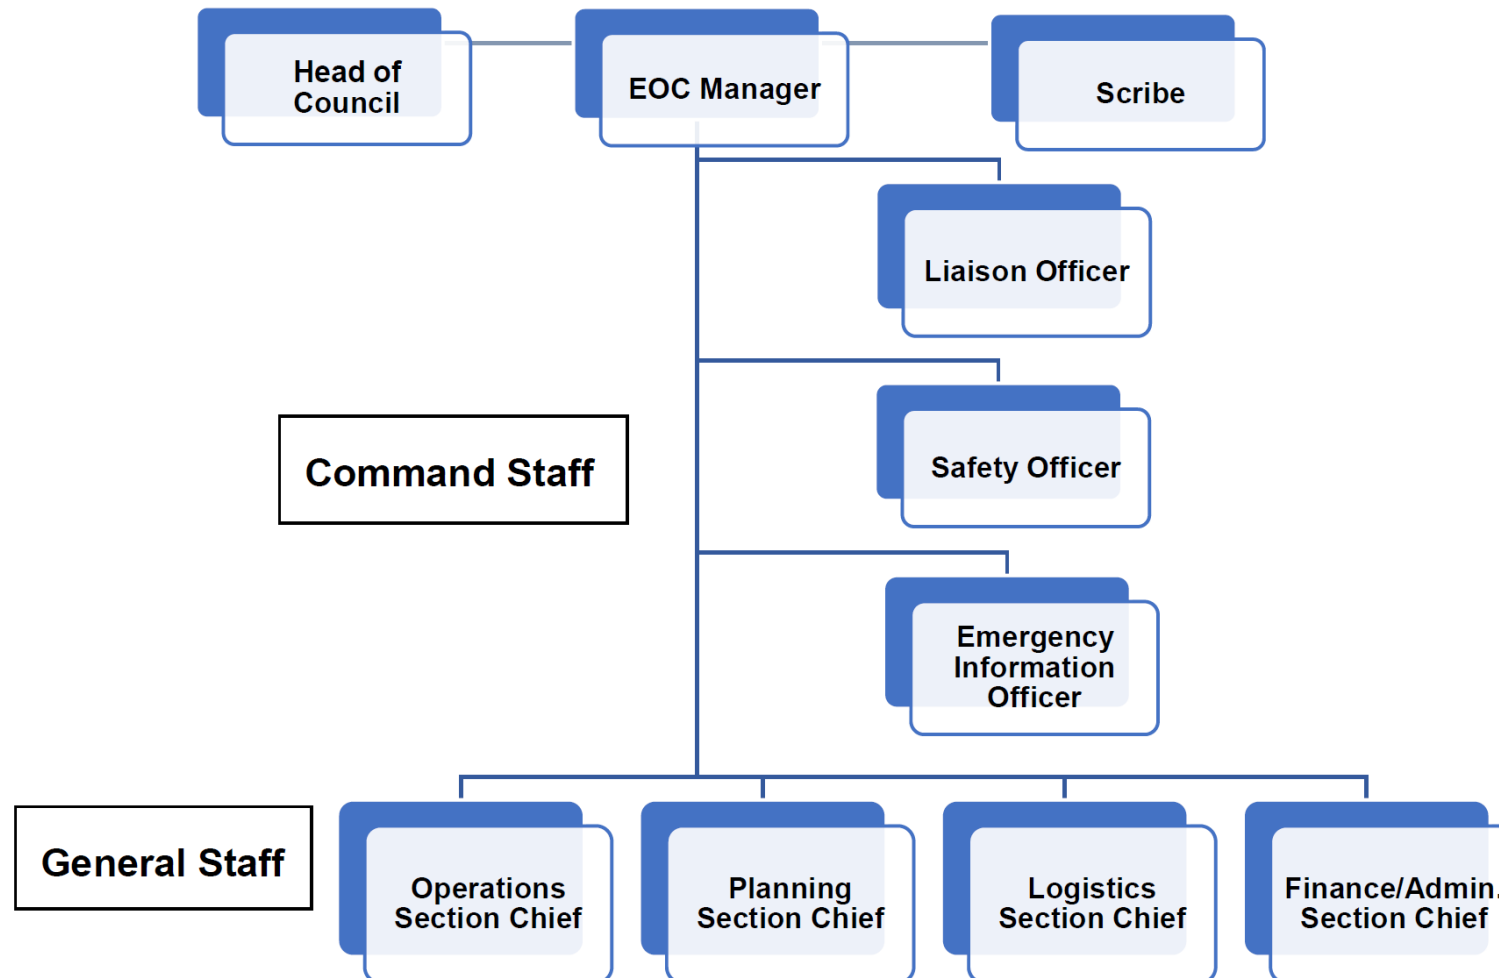 Head of
Council
EOC Manager
Scribe
Liaison Officer
Command Staff
Safety Officer
Emergency
Information
Officer
General Staff
Operations
Section Chief
Planning
Section Chief
Logistics
Section Chief
Finance/Admin.
Section Chief